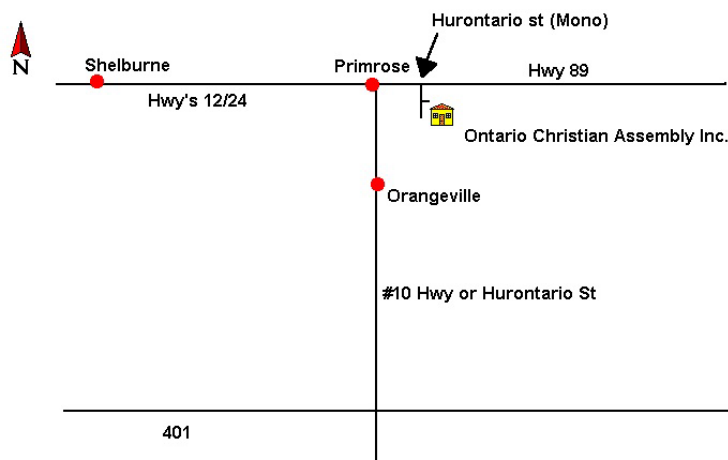 Hurontario st (Mono)
N
Shelburne
Primrose
Hwy 89
Hwy's 12/24
Ontario Christian Assembly Inc.
Orangeville
#10 Hwy or Hurontario St
401